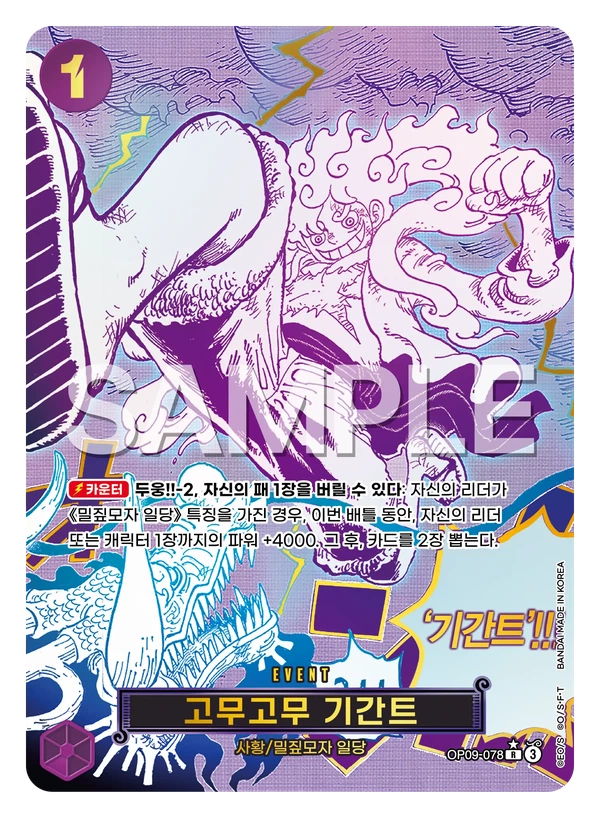 1
SAMPLE
카운터 두웅!!-2, 자신의 패 1장을 버릴 수 있다: 자신의 리더가
《밀짚모자 일당》 특징을 가진 경우, 이번 배틀 동안, 자신의 리더
또는 캐릭터 1장까지의 파워 +4000. 그 후, 카드를 2장 뽑는다.
'기간트'!!
EVENT
고무고무 기간트
사황/밀짚모자 일당
OP09-078 R 3
©EO/S ©O/S·F·T BANDAI MADE IN KOREA